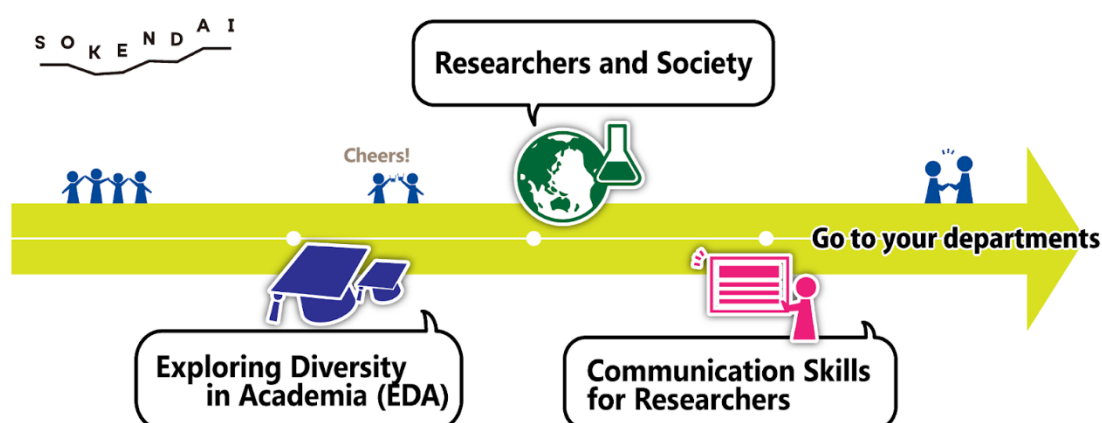 SOKENDAI
Researchers and Society
Cheers!
Go to your departments
Exploring Diversity
in Academia (EDA)
Communication Skills
for Researchers